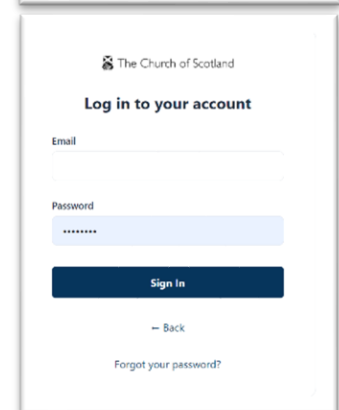 The Church of Scotland
Log in to your account
Email
Password
••••••••
Sign In
← Back
Forgot your password?